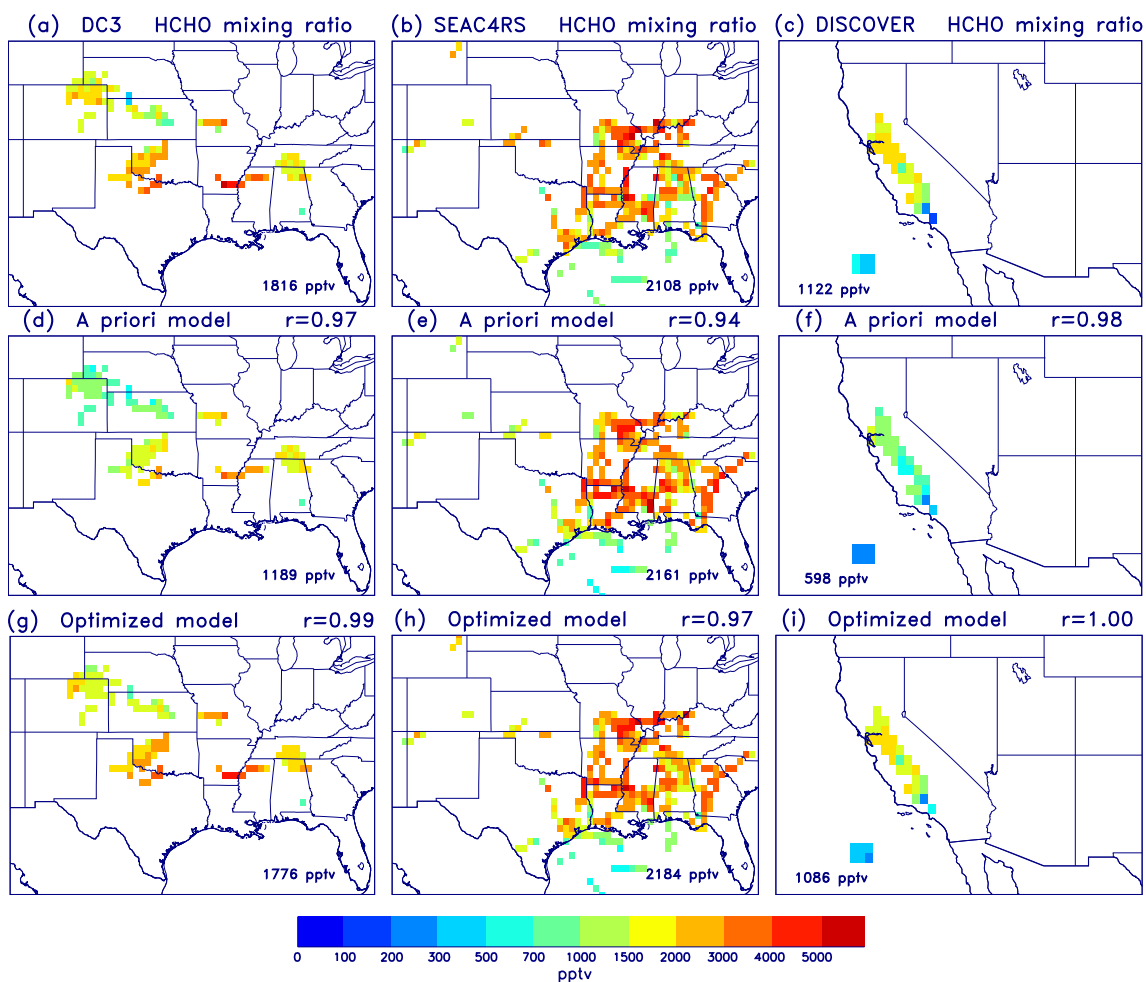 (a) DC3 HCHO mixing ratio
(b) SEAC4RS HCHO mixing ratio
(c) DISCOVER HCHO mixing ratio
1816 pptv
2108 pptv
1122 pptv
(d) A priori model r=0.97
(e) A priori model r=0.94
(f) A priori model r=0.98
1189 pptv
2161 pptv
598 pptv
(g) Optimized model r=0.99
(h) Optimized model r=0.97
(i) Optimized model r=1.00
1776 pptv
2184 pptv
1086 pptv
0 100 200 300 500 700 1000 1500 2000 3000 4000 5000
pptv